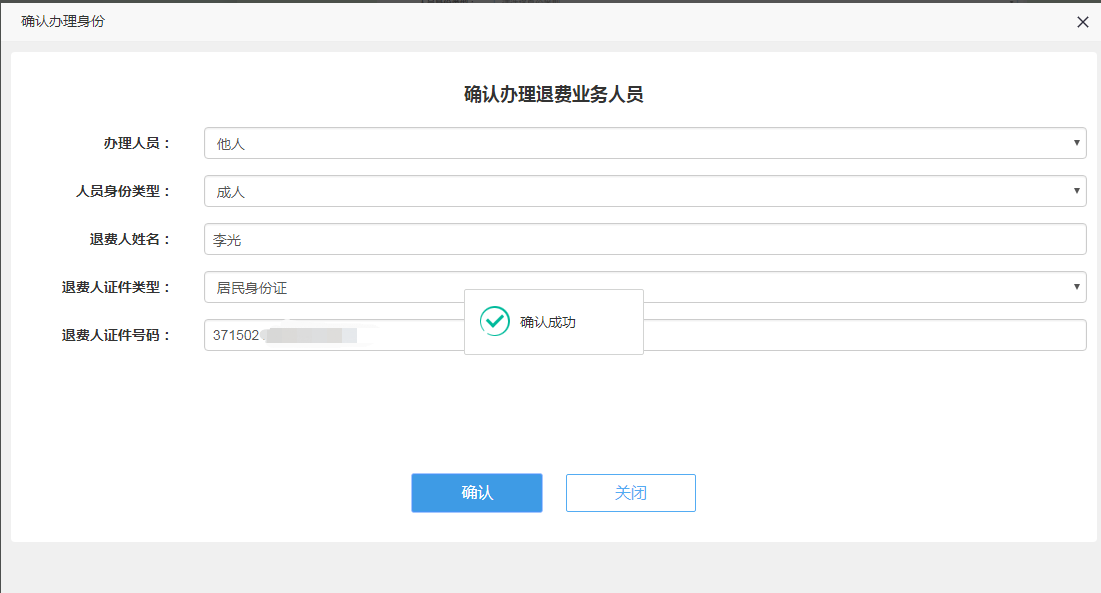 确认办理身份
确认办理退费业务人员
办理人员：
他人
人员身份类型：
成人
退费人姓名：
李光
退费人证件类型：
居民身份证
退费人证件号码：
371502
确认成功
确认
关闭